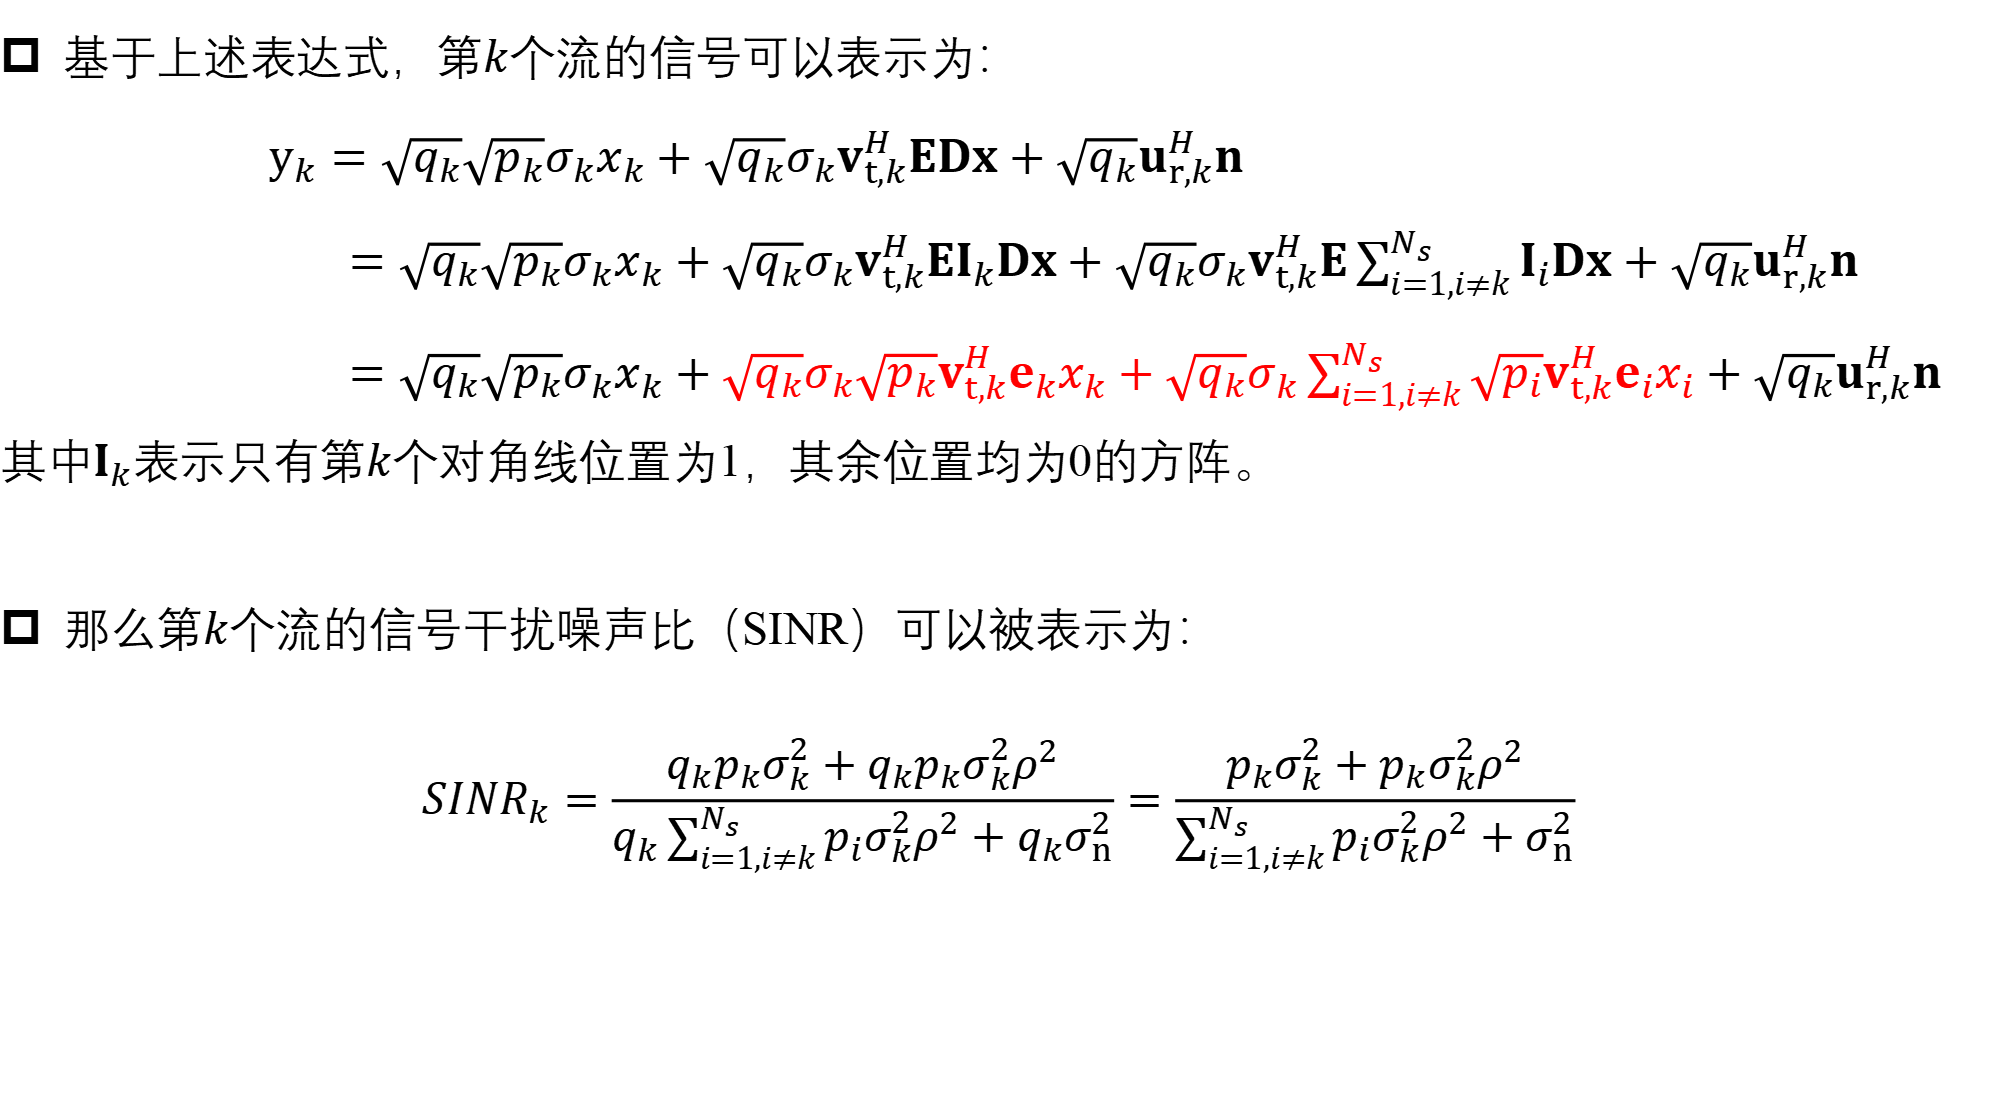 基于上述表达式，第k个流的信号可以表示为：
y_k = √q_k √p_k σ_k x_k + √q_k σ_k v_{t,k}^H EDx + √q_k u_{r,k}^H n
= √q_k √p_k σ_k x_k + √q_k σ_k v_{t,k}^H EI_k Dx + √q_k σ_k v_{t,k}^H E ∑_{i=1,i≠k}^{N_s} I_i Dx + √q_k u_{r,k}^H n
= √q_k √p_k σ_k x_k + √q_k σ_k √p_k v_{t,k}^H e_k x_k + √q_k σ_k ∑_{i=1,i≠k}^{N_s} √p_i v_{t,k}^H e_i x_i + √q_k u_{r,k}^H n
其中I_k表示只有第k个对角线位置为1，其余位置均为0的方阵。
那么第k个流的信号干扰噪声比（SINR）可以被表示为：
SINR_k = (q_k p_k σ_k^2 + q_k p_k σ_k^2 ρ^2) / (q_k ∑_{i=1,i≠k}^{N_s} p_i σ_k^2 ρ^2 + q_k σ_n^2) = (p_k σ_k^2 + p_k σ_k^2 ρ^2) / (∑_{i=1,i≠k}^{N_s} p_i σ_k^2 ρ^2 + σ_n^2)